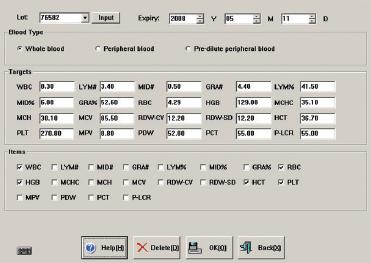 Lot: 76582 Input Expiry: 2008 Y 05 M 11 D
Blood Type
Whole blood Peripheral blood Pre-dilute peripheral blood
Targets
WBC 8.30 LYM# 3.40 MID# 0.50 GRA# 4.40 LYM% 41.50
MID% 6.00 GRA% 52.60 RBC 4.29 HGB 129.00 MCHC 35.10
MCH 30.10 MCV 85.50 RDW-CV 12.20 RDW-SD 12.20 HCT 36.70
PLT 270.00 MPV 8.80 PDW 52.00 PCT 55.00 P-LCR 55.00
Items
WBC LYM# MID# GRA# LYM% MID% GRA% RBC
HGB MCHC MCH MCV RDW-CV RDW-SD HCT PLT
MPV PDW PCT P-LCR
Help[H] Delete[D] OK[O] Back[X]